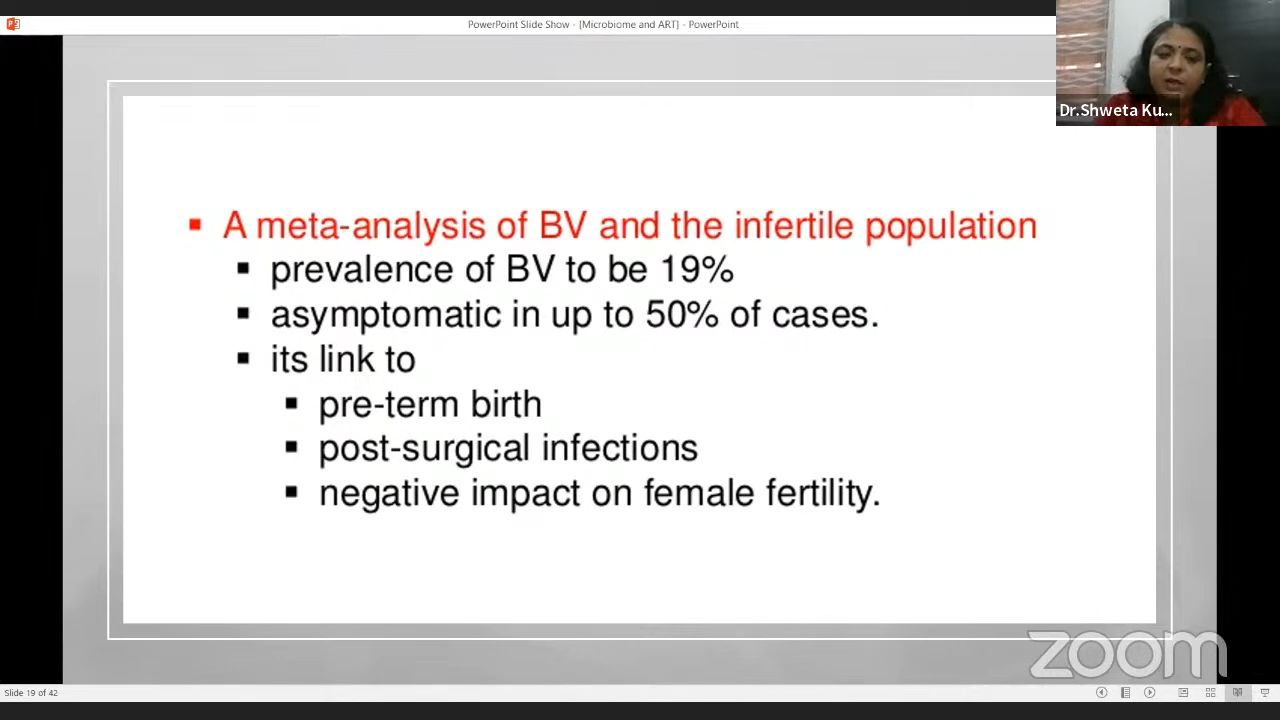 PowerPoint Slide Show - [Microbiome and ART] - PowerPoint
Dr.Shweta Ku...
A meta-analysis of BV and the infertile population
prevalence of BV to be 19%
asymptomatic in up to 50% of cases.
its link to
pre-term birth
post-surgical infections
negative impact on female fertility.
zoom
Slide 19 of 42